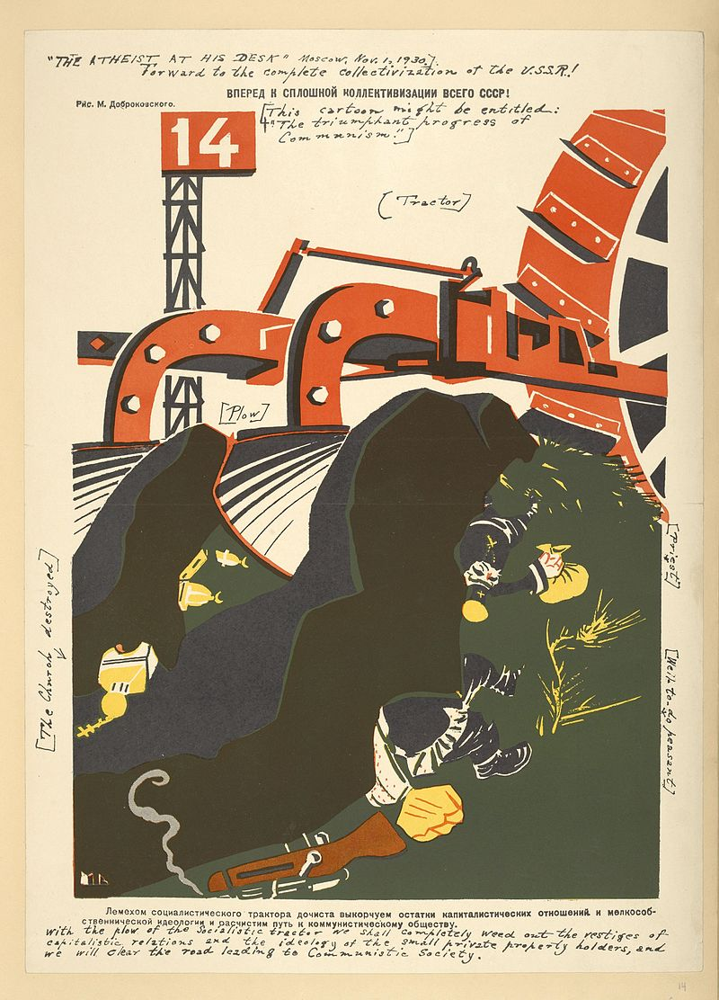 "THE ATHEIST AT HIS DESK" Moscow, Nov. 1, 1930].
Forward to the complete collectivization of the U.S.S.R.!
ВПЕРЕД К СПЛОШНОЙ КОЛЛЕКТИВИЗАЦИИ ВСЕГО СССР!
Рис. М. Доброковского.
[This cartoon might be entitled:
"The triumphant progress of
Communism."]
14
(Tractor]
[Plow]
[The Church destroyed]
[Priest]
[Well-to-do peasant]
МД
Лемехом социалистического трактора дочиста выкорчуем остатки капиталистических отношений и мелкособ-
ственнической идеологии и расчистим путь к коммунистическому обществу.
With the plow of the Socialistic tractor we shall completely weed out the vestiges of
capitalistic relations and the ideology of the small private property holders, and
we will clear the road leading to Communistic Society.
14